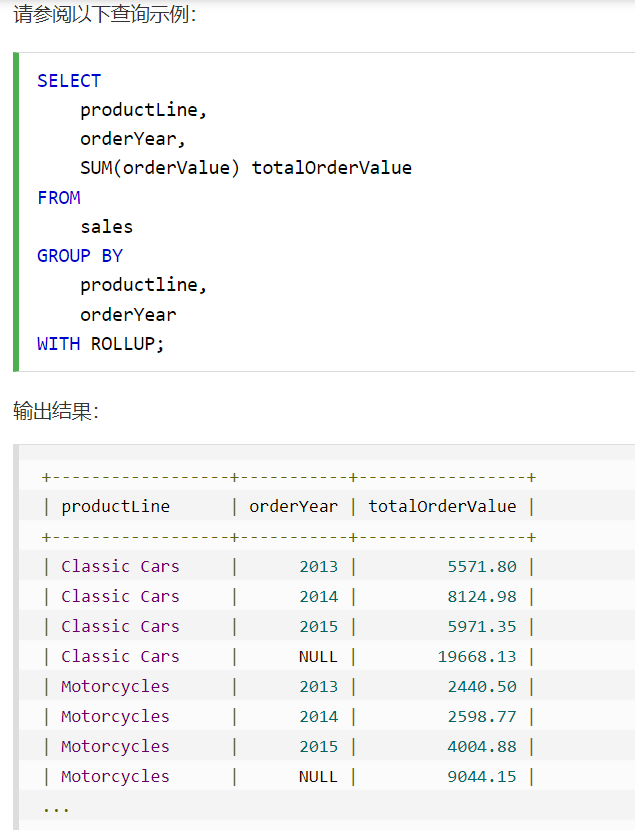 请参阅以下查询示例：
SELECT
    productLine,
    orderYear,
    SUM(orderValue) totalOrderValue
FROM
    sales
GROUP BY
    productline,
    orderYear
WITH ROLLUP;
输出结果：
+------------------+-----------+-----------------+
| productLine      | orderYear | totalOrderValue |
+------------------+-----------+-----------------+
| Classic Cars     |      2013 |         5571.80 |
| Classic Cars     |      2014 |         8124.98 |
| Classic Cars     |      2015 |         5971.35 |
| Classic Cars     |      NULL |        19668.13 |
| Motorcycles      |      2013 |         2440.50 |
| Motorcycles      |      2014 |         2598.77 |
| Motorcycles      |      2015 |         4004.88 |
| Motorcycles      |      NULL |         9044.15 |
...